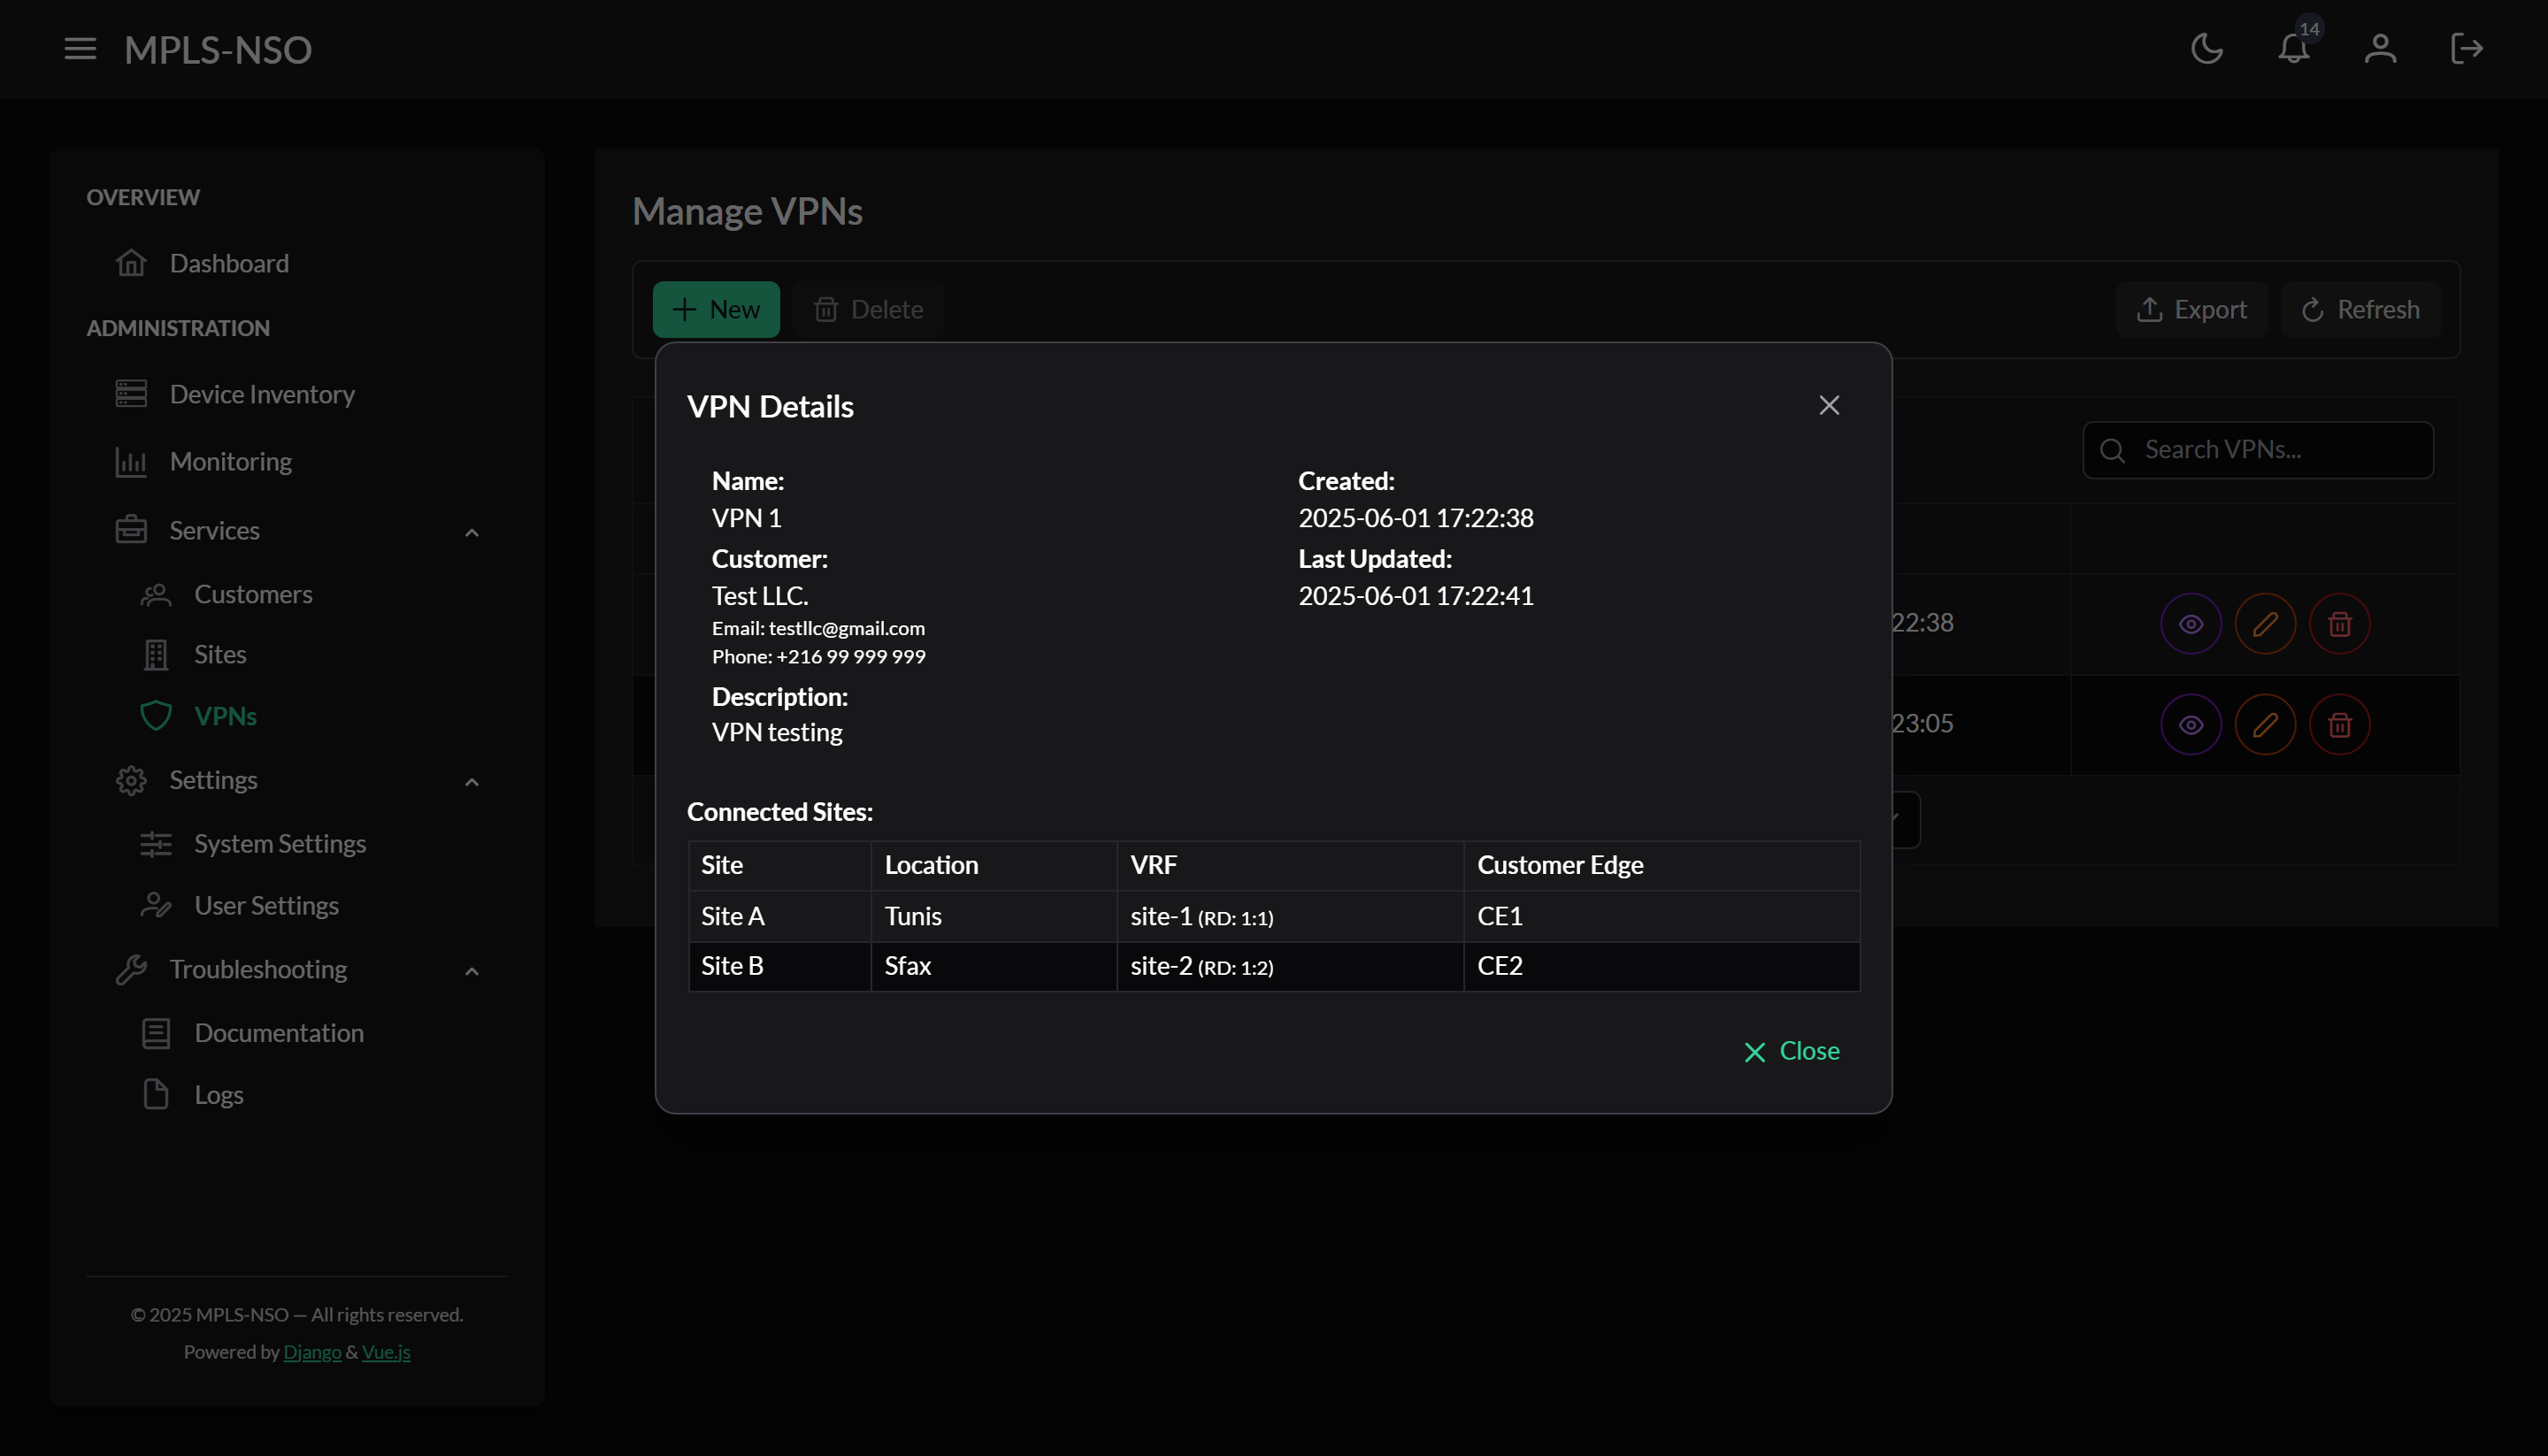 MPLS-NSO
14
OVERVIEW
Dashboard
ADMINISTRATION
Device Inventory
Monitoring
Services
Customers
Sites
VPNs
Settings
System Settings
User Settings
Troubleshooting
Documentation
Logs
© 2025 MPLS-NSO — All rights reserved.
Powered by Django & Vue.js
Manage VPNs
New
Delete
Export
Refresh
Search VPNs...
22:38
23:05
VPN Details
Name:
VPN 1
Customer:
Test LLC.
Email: testllc@gmail.com
Phone: +216 99 999 999
Description:
VPN testing
Created:
2025-06-01 17:22:38
Last Updated:
2025-06-01 17:22:41
Connected Sites:
Site Location VRF Customer Edge
Site A Tunis site-1 (RD: 1:1) CE1
Site B Sfax site-2 (RD: 1:2) CE2
Close